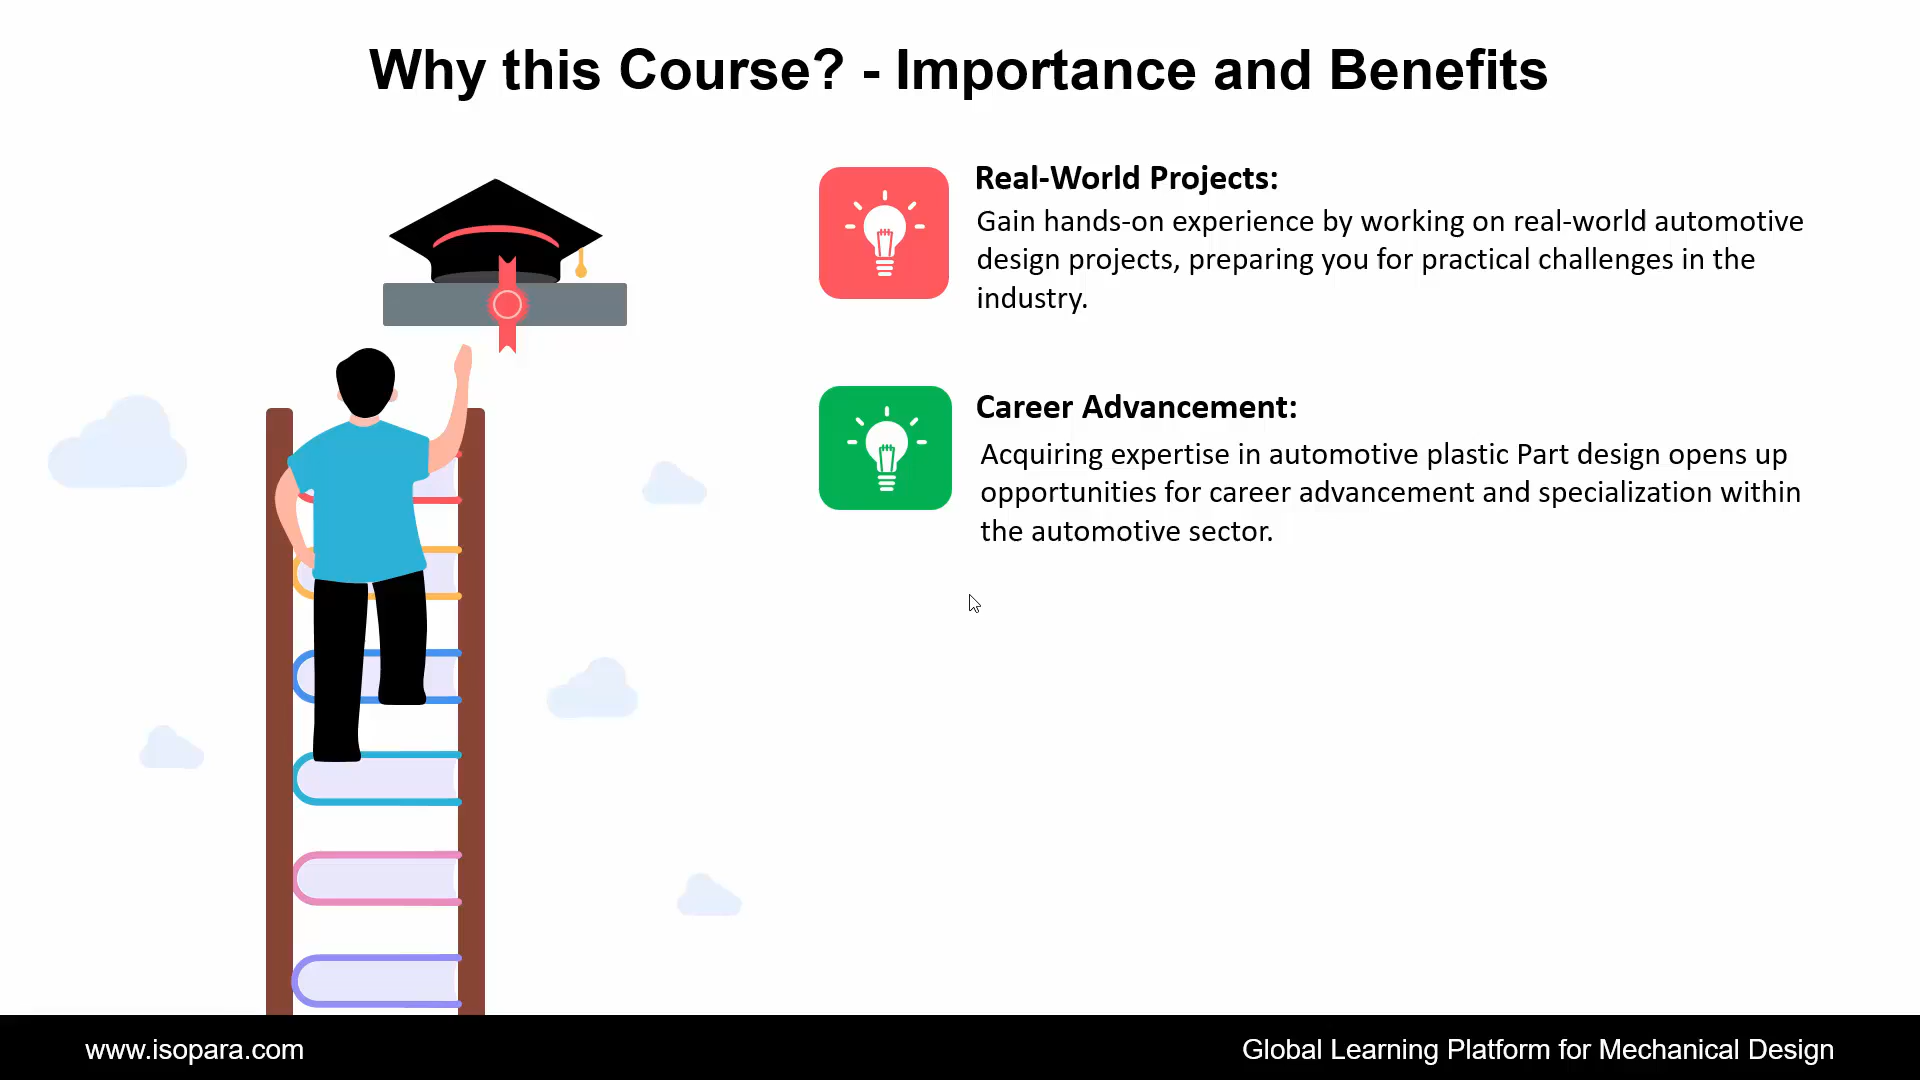 Why this Course? - Importance and Benefits
Real-World Projects:
Gain hands-on experience by working on real-world automotive
design projects, preparing you for practical challenges in the
industry.
Career Advancement:
Acquiring expertise in automotive plastic Part design opens up
opportunities for career advancement and specialization within
the automotive sector.
www.isopara.com
Global Learning Platform for Mechanical Design